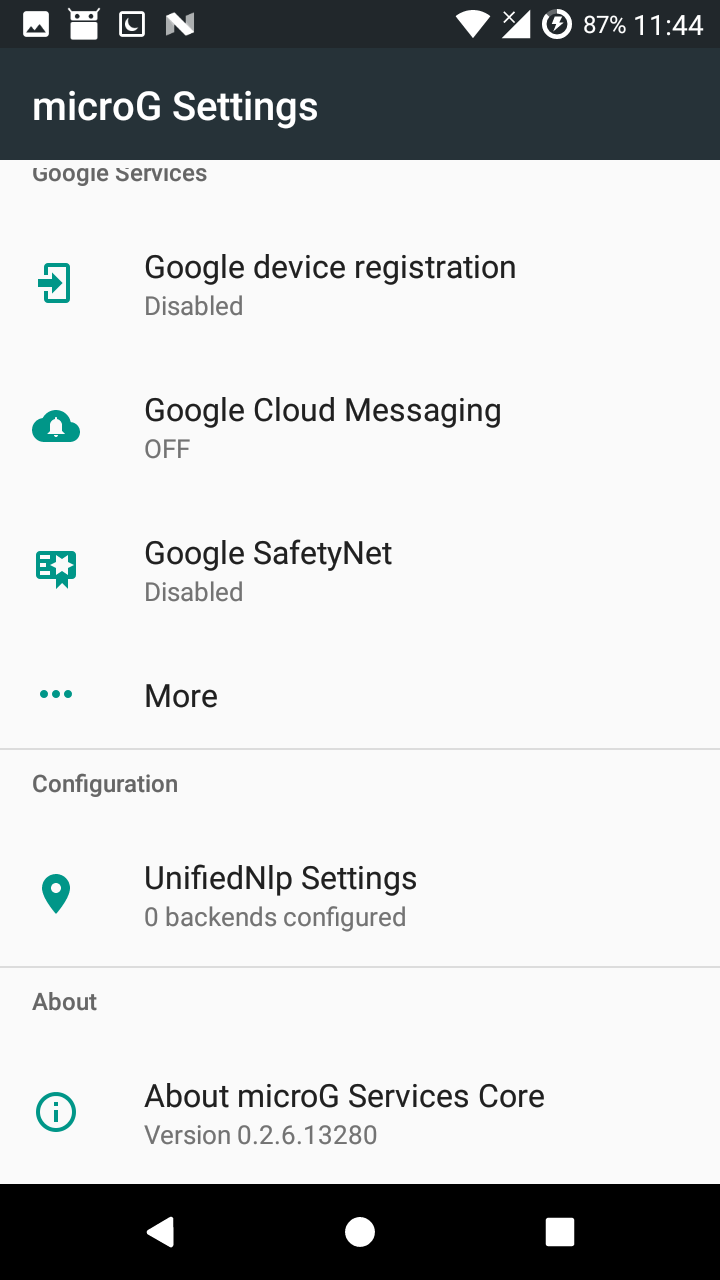 87% 11:44
microG Settings
Google Services
Google device registration
Disabled
Google Cloud Messaging
OFF
Google SafetyNet
Disabled
More
Configuration
UnifiedNlp Settings
0 backends configured
About
About microG Services Core
Version 0.2.6.13280